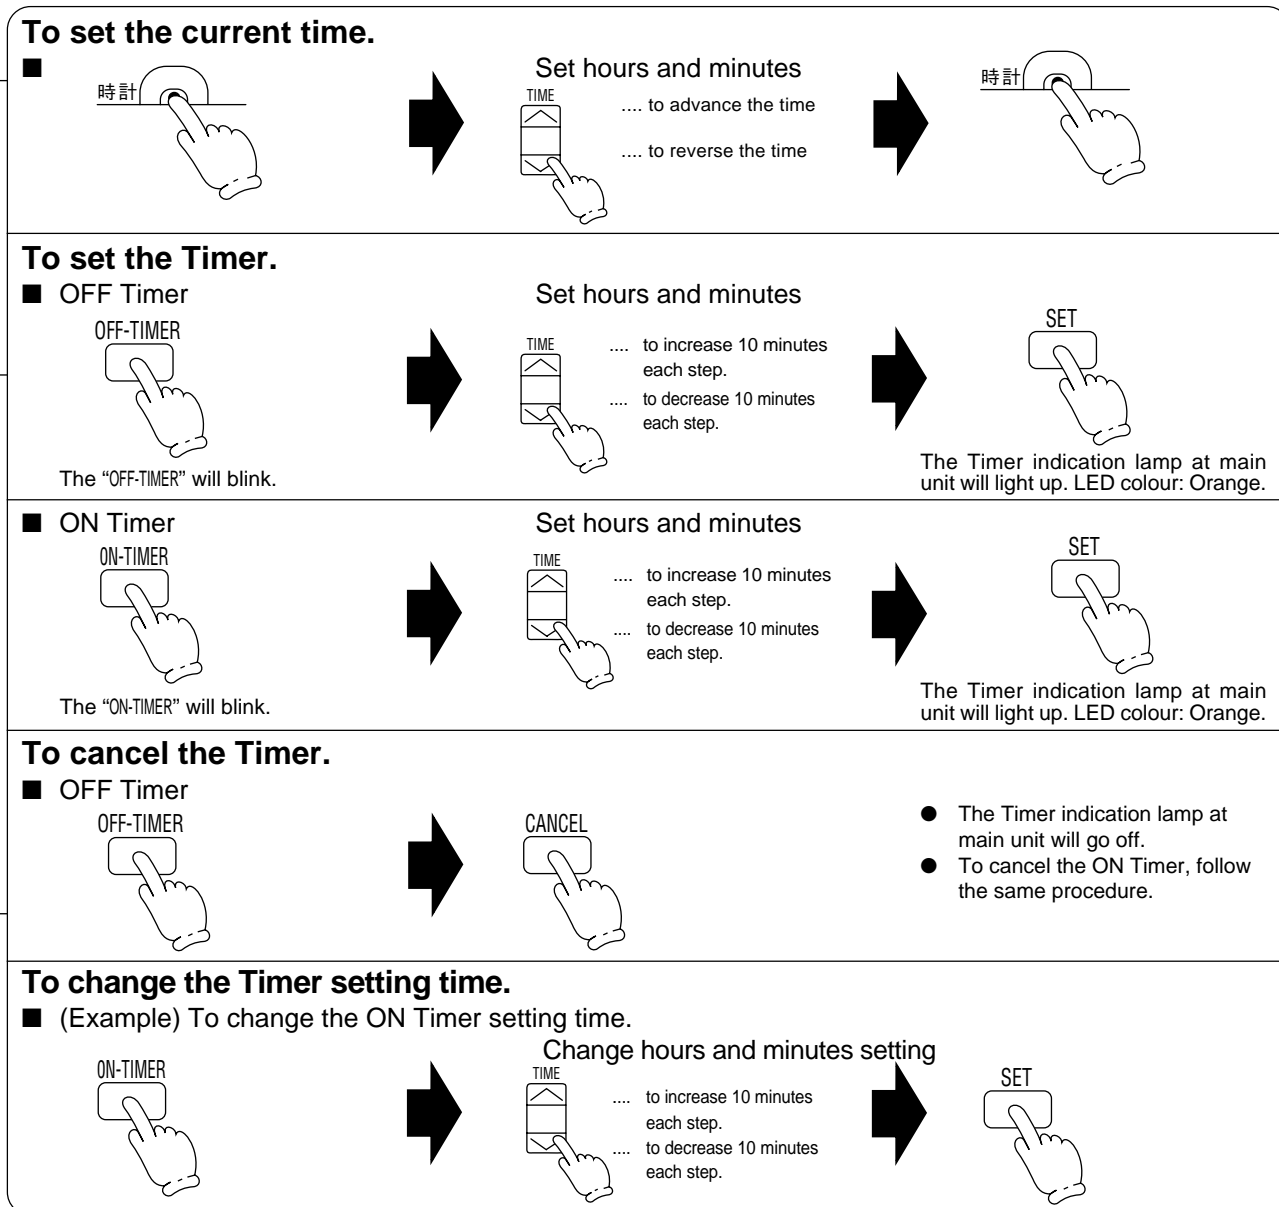 To set the current time.
■
時計
Set hours and minutes
TIME
.... to advance the time
.... to reverse the time
時計
To set the Timer.
■ OFF Timer
OFF-TIMER
The “OFF-TIMER” will blink.
Set hours and minutes
TIME
.... to increase 10 minutes
each step.
.... to decrease 10 minutes
each step.
SET
The Timer indication lamp at main
unit will light up. LED colour: Orange.
■ ON Timer
ON-TIMER
The “ON-TIMER” will blink.
Set hours and minutes
TIME
.... to increase 10 minutes
each step.
.... to decrease 10 minutes
each step.
SET
The Timer indication lamp at main
unit will light up. LED colour: Orange.
To cancel the Timer.
■ OFF Timer
OFF-TIMER
CANCEL
● The Timer indication lamp at
main unit will go off.
● To cancel the ON Timer, follow
the same procedure.
To change the Timer setting time.
■ (Example) To change the ON Timer setting time.
ON-TIMER
Change hours and minutes setting
TIME
.... to increase 10 minutes
each step.
.... to decrease 10 minutes
each step.
SET